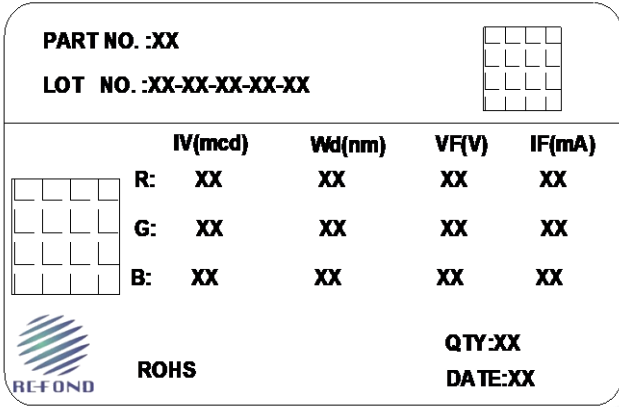 PART NO. :XX
LOT NO. :XX-XX-XX-XX-XX
IV(mcd) Wd(nm) VF(V) IF(mA)
R: XX XX XX XX
G: XX XX XX XX
B: XX XX XX XX
QTY:XX
REFOND ROHS
DATE:XX